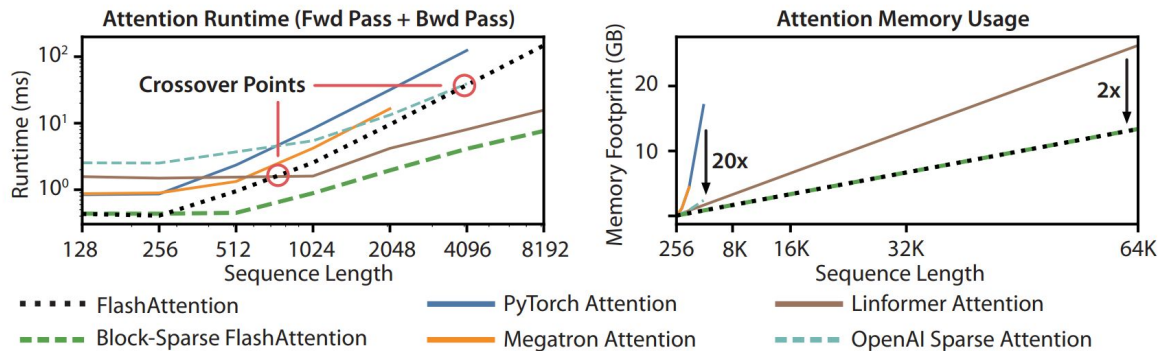 Attention Runtime (Fwd Pass + Bwd Pass)
Runtime (ms)
10²
10¹
10⁰
Crossover Points
128 256 512 1024 2048 4096 8192
Sequence Length
Attention Memory Usage
Memory Footprint (GB)
20
10
20x
2x
256 8K 16K 32K 64K
Sequence Length
FlashAttention PyTorch Attention Linformer Attention
Block-Sparse FlashAttention Megatron Attention OpenAI Sparse Attention